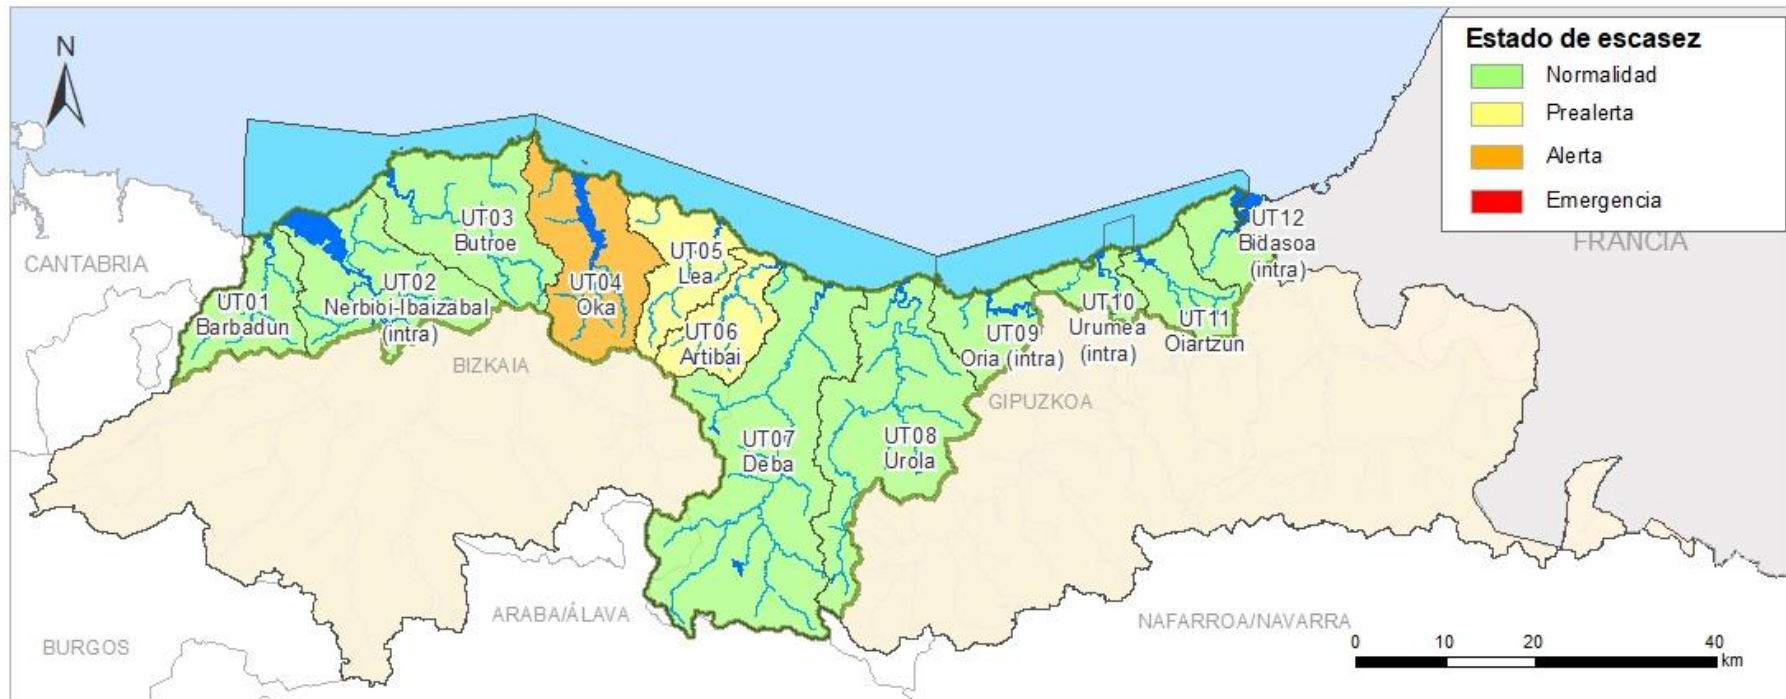 N
Estado de escasez
Normalidad
Prealerta
Alerta
Emergencia
CANTABRIA
FRANCIA
UT01
Barbadun
UT02
Nerbioi-Ibaizabal
(intra)
UT03
Butroe
UT04
Oka
UT05
Lea
UT06
Artibai
UT07
Deba
UT08
Urola
UT09
Oria (intra)
UT10
Urumea
(intra)
UT11
Oiartzun
UT12
Bidasoa
(intra)
BIZKAIA
GIPUZKOA
ARABA/ÁLAVA
NAFARROA/NAVARRA
BURGOS
0 10 20 40
km